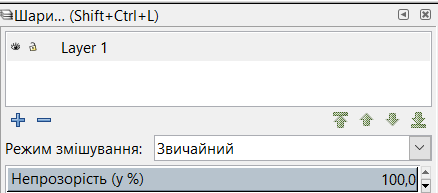 Шари... (Shift+Ctrl+L)
Layer 1
Режим змішування: Звичайний
Непрозорість (у %) 100,0